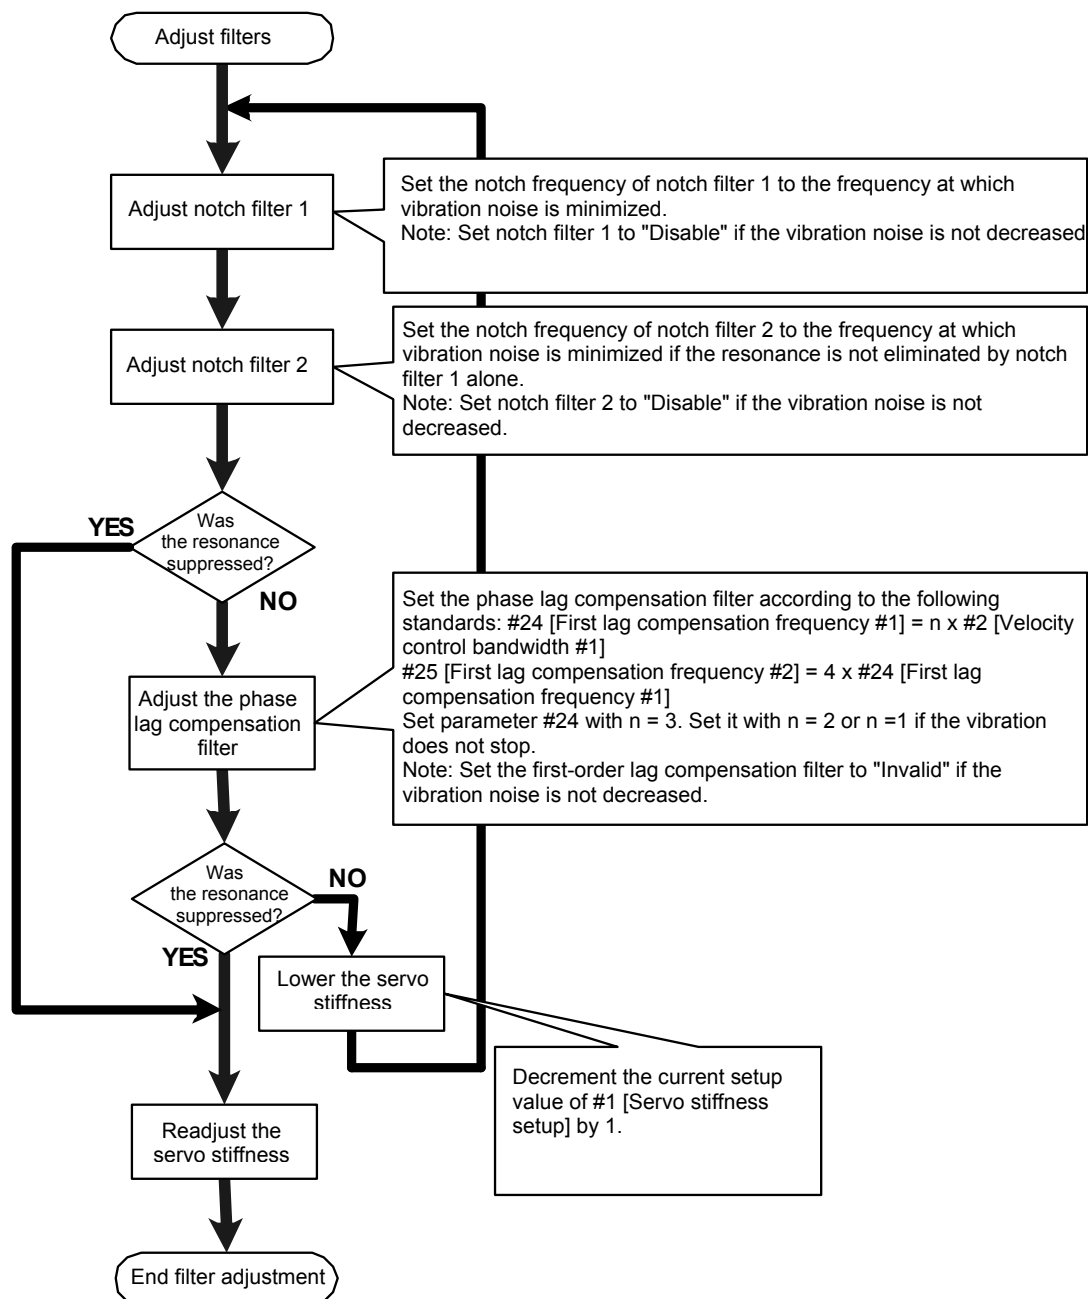 Adjust filters
Adjust notch filter 1
Set the notch frequency of notch filter 1 to the frequency at which
vibration noise is minimized.
Note: Set notch filter 1 to "Disable" if the vibration noise is not decreased
Adjust notch filter 2
Set the notch frequency of notch filter 2 to the frequency at which
vibration noise is minimized if the resonance is not eliminated by notch
filter 1 alone.
Note: Set notch filter 2 to "Disable" if the vibration noise is not
decreased.
YES
Was
the resonance
suppressed?
NO
Adjust the phase
lag compensation
filter
Set the phase lag compensation filter according to the following
standards: #24 [First lag compensation frequency #1] = n x #2 [Velocity
control bandwidth #1]
#25 [First lag compensation frequency #2] = 4 x #24 [First lag
compensation frequency #1]
Set parameter #24 with n = 3. Set it with n = 2 or n =1 if the vibration
does not stop.
Note: Set the first-order lag compensation filter to "Invalid" if the
vibration noise is not decreased.
Was
the resonance
suppressed?
NO
YES
Lower the servo
stiffness
Decrement the current setup
value of #1 [Servo stiffness
setup] by 1.
Readjust the
servo stiffness
End filter adjustment